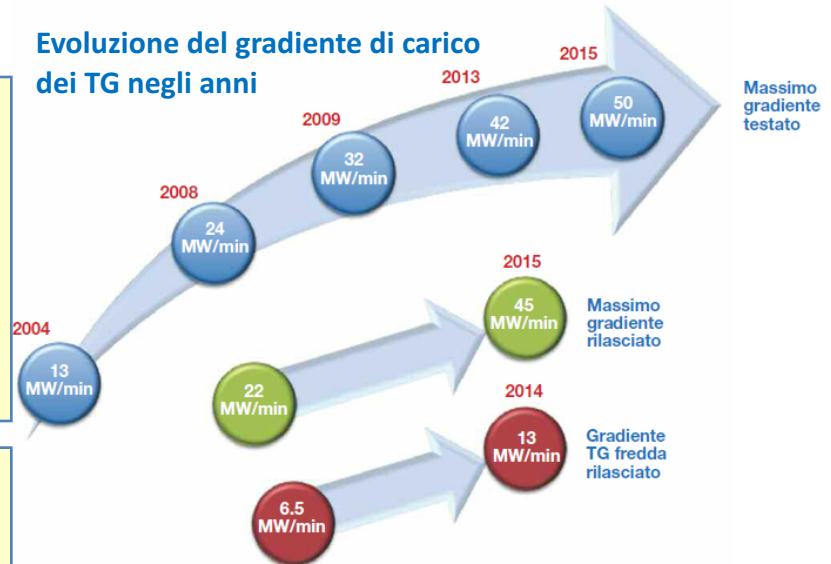 Evoluzione del gradiente di carico
dei TG negli anni
2004
13
MW/min
2008
24
MW/min
2009
32
MW/min
2013
42
MW/min
2015
50
MW/min
Massimo
gradiente
testato
22
MW/min
2015
45
MW/min
Massimo
gradiente
rilasciato
6.5
MW/min
2014
13
MW/min
Gradiente
TG fredda
rilasciato